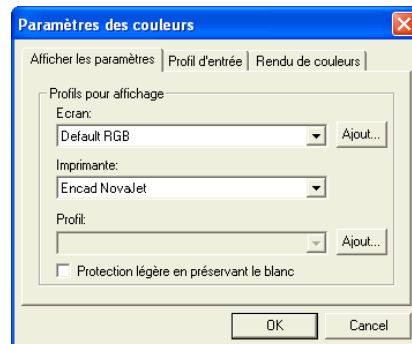 Paramètres des couleurs
Afficher les paramètres Profil d'entrée Rendu de couleurs
Profils pour affichage
Ecran:
Default RGB Ajout...
Imprimante:
Encad NovaJet
Profil:
Ajout...
Protection légère en préservant le blanc
OK Cancel